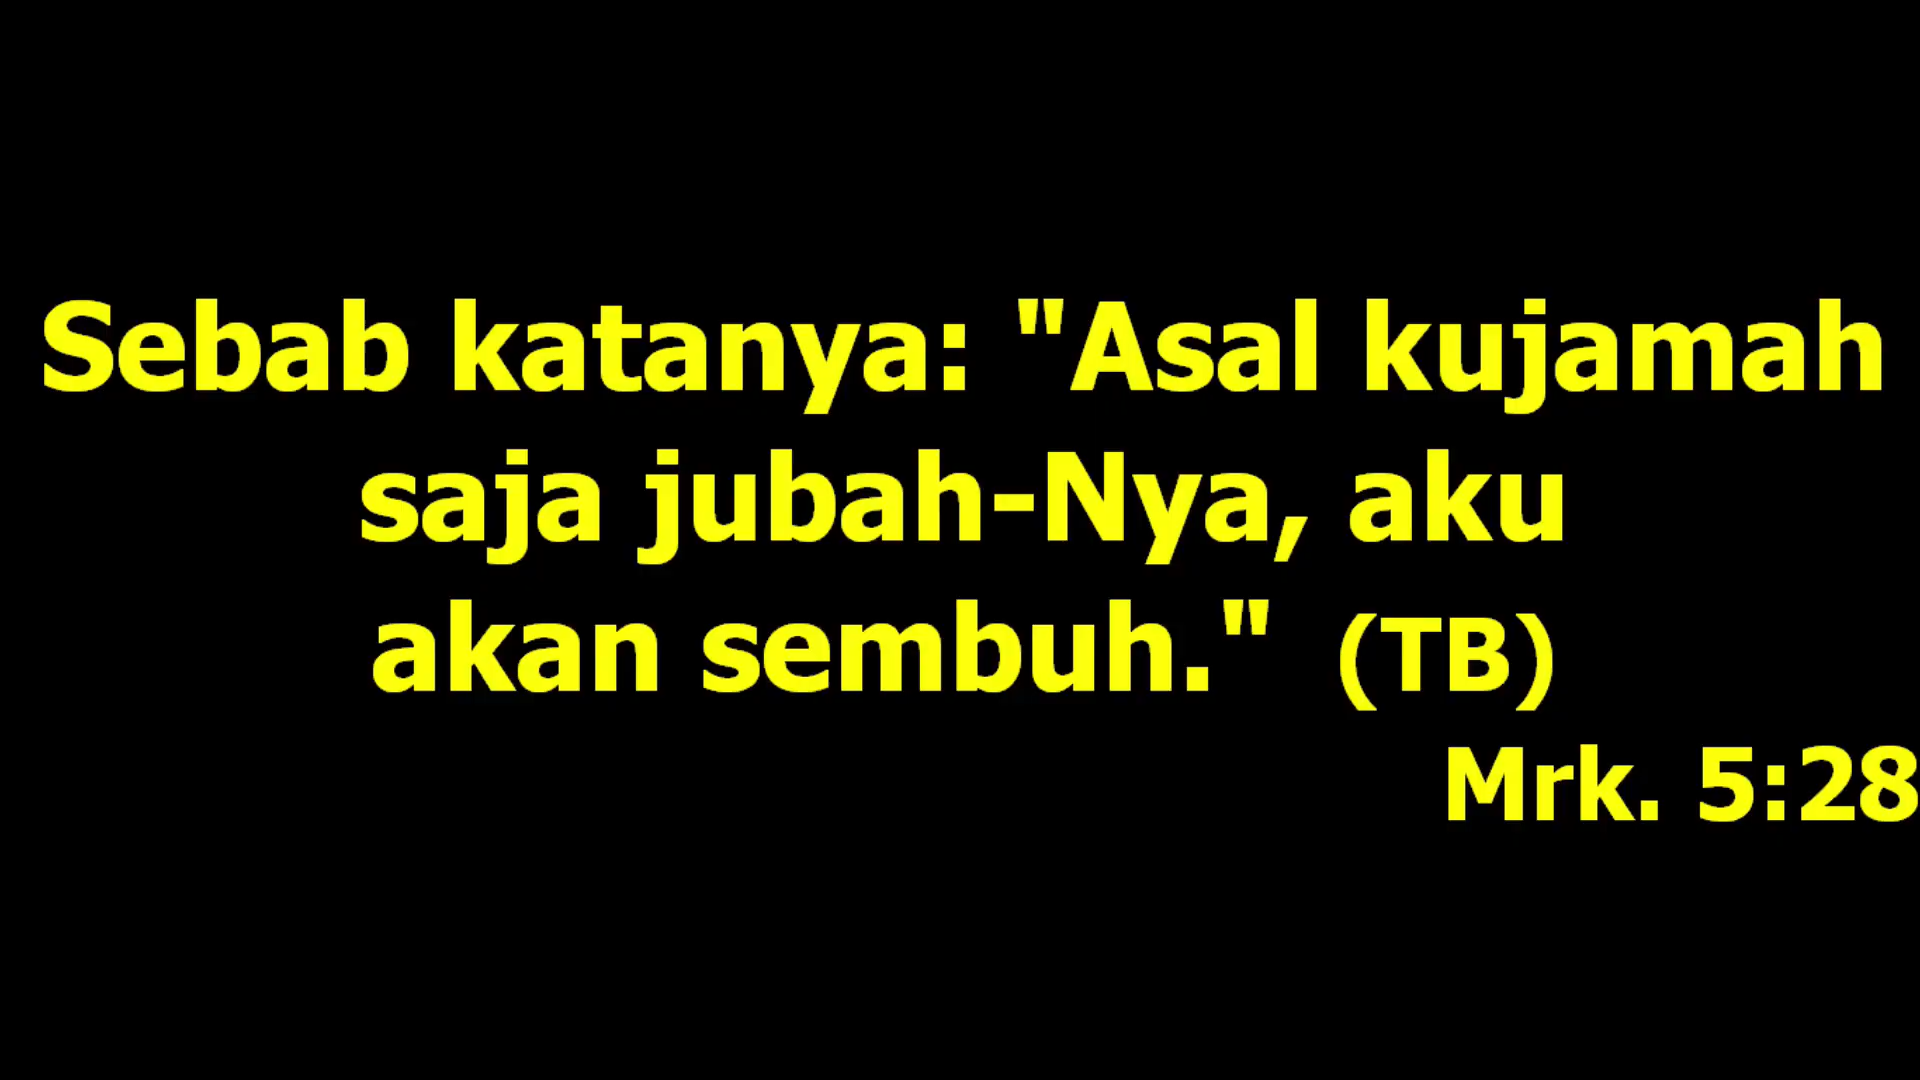 Sebab katanya: "Asal kujamah
saja jubah-Nya, aku
akan sembuh." (TB)
Mrk. 5:28